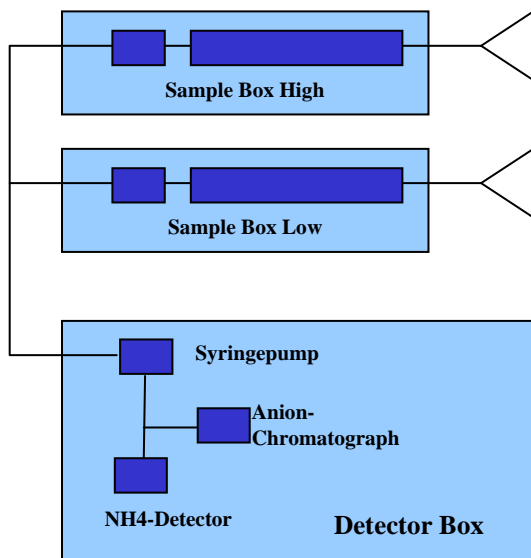 Sample Box High
Sample Box Low
Syringepump
Anion-
Chromatograph
NH4-Detector
Detector Box